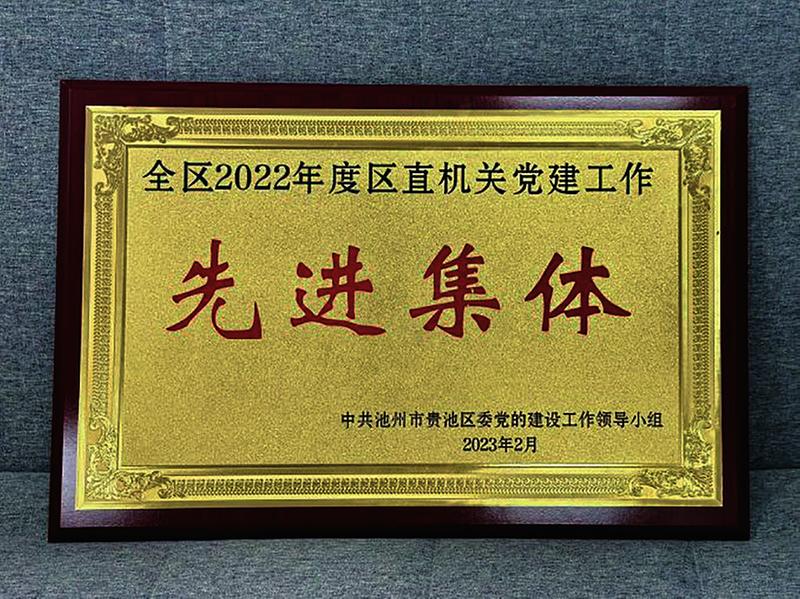 全区2022年度区直机关党建工作
先进集体
中共池州市贵池区委党的建设工作领导小组
2023年2月